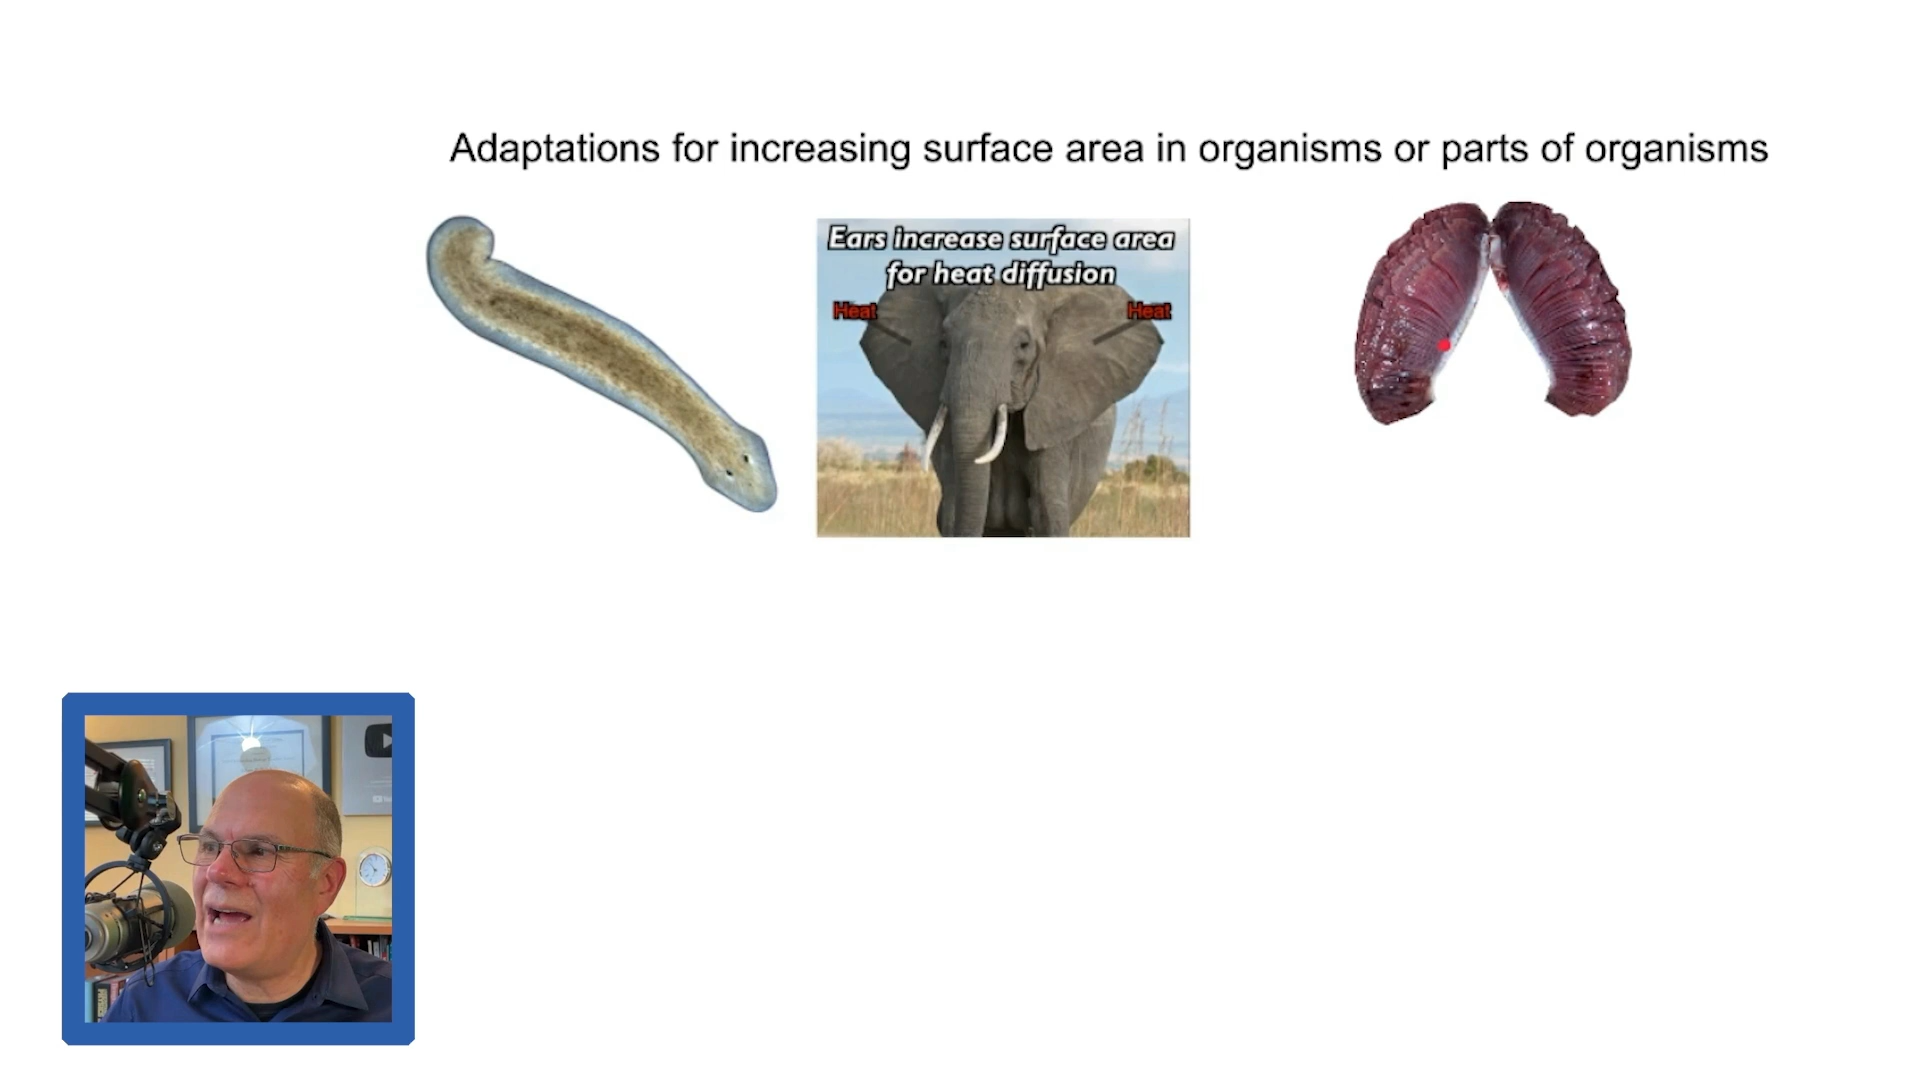 Adaptations for increasing surface area in organisms or parts of organisms
Ears increase surface area
for heat diffusion
Heat
Heat